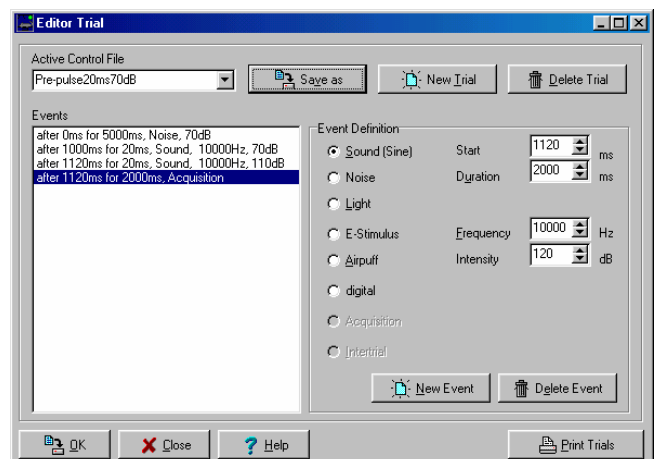 Editor Trial
Active Control File
Pre-pulse20ms70dB
Save as
New Trial
Delete Trial
Events
after 0ms for 5000ms, Noise, 70dB
after 1000ms for 20ms, Sound, 10000Hz, 70dB
after 1120ms for 20ms, Sound, 10000Hz, 110dB
after 1120ms for 2000ms, Acquisition
Event Definition
Sound (Sine)
Start 1120 ms
Noise
Duration 2000 ms
Light
E-Stimulus
Frequency 10000 Hz
Airpuff
Intensity 120 dB
digital
Acquisition
Intertrial
New Event
Delete Event
OK
Close
Help
Print Trials